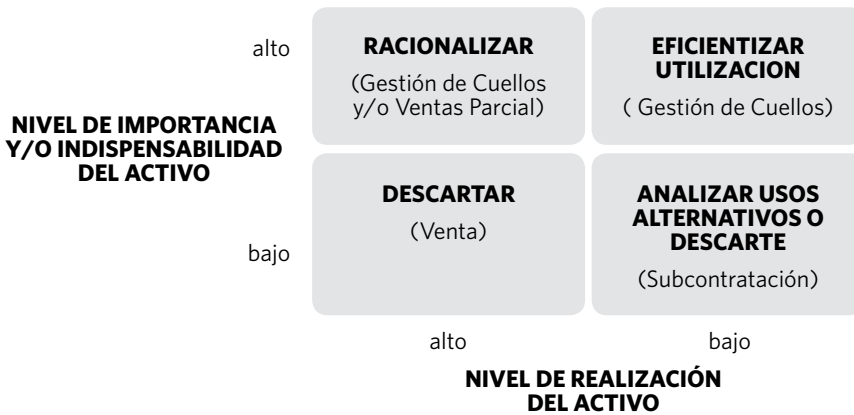 alto
RACIONALIZAR
(Gestión de Cuellos
y/o Ventas Parcial)
EFICIENTIZAR
UTILIZACION
( Gestión de Cuellos)
NIVEL DE IMPORTANCIA
Y/O INDISPENSABILIDAD
DEL ACTIVO
bajo
DESCARTAR
(Venta)
ANALIZAR USOS
ALTERNATIVOS O
DESCARTE
(Subcontratación)
alto
bajo
NIVEL DE REALIZACIÓN
DEL ACTIVO